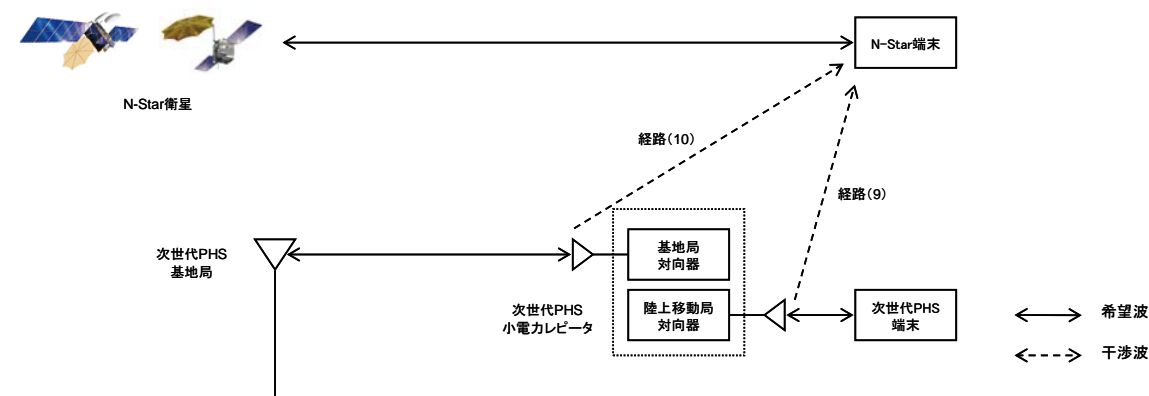 N-Star衛星
N-Star端末
経路(10)
経路(9)
次世代PHS
基地局
基地局
対向器
次世代PHS
小電力レピータ
陸上移動局
対向器
次世代PHS
端末
希望波
干渉波